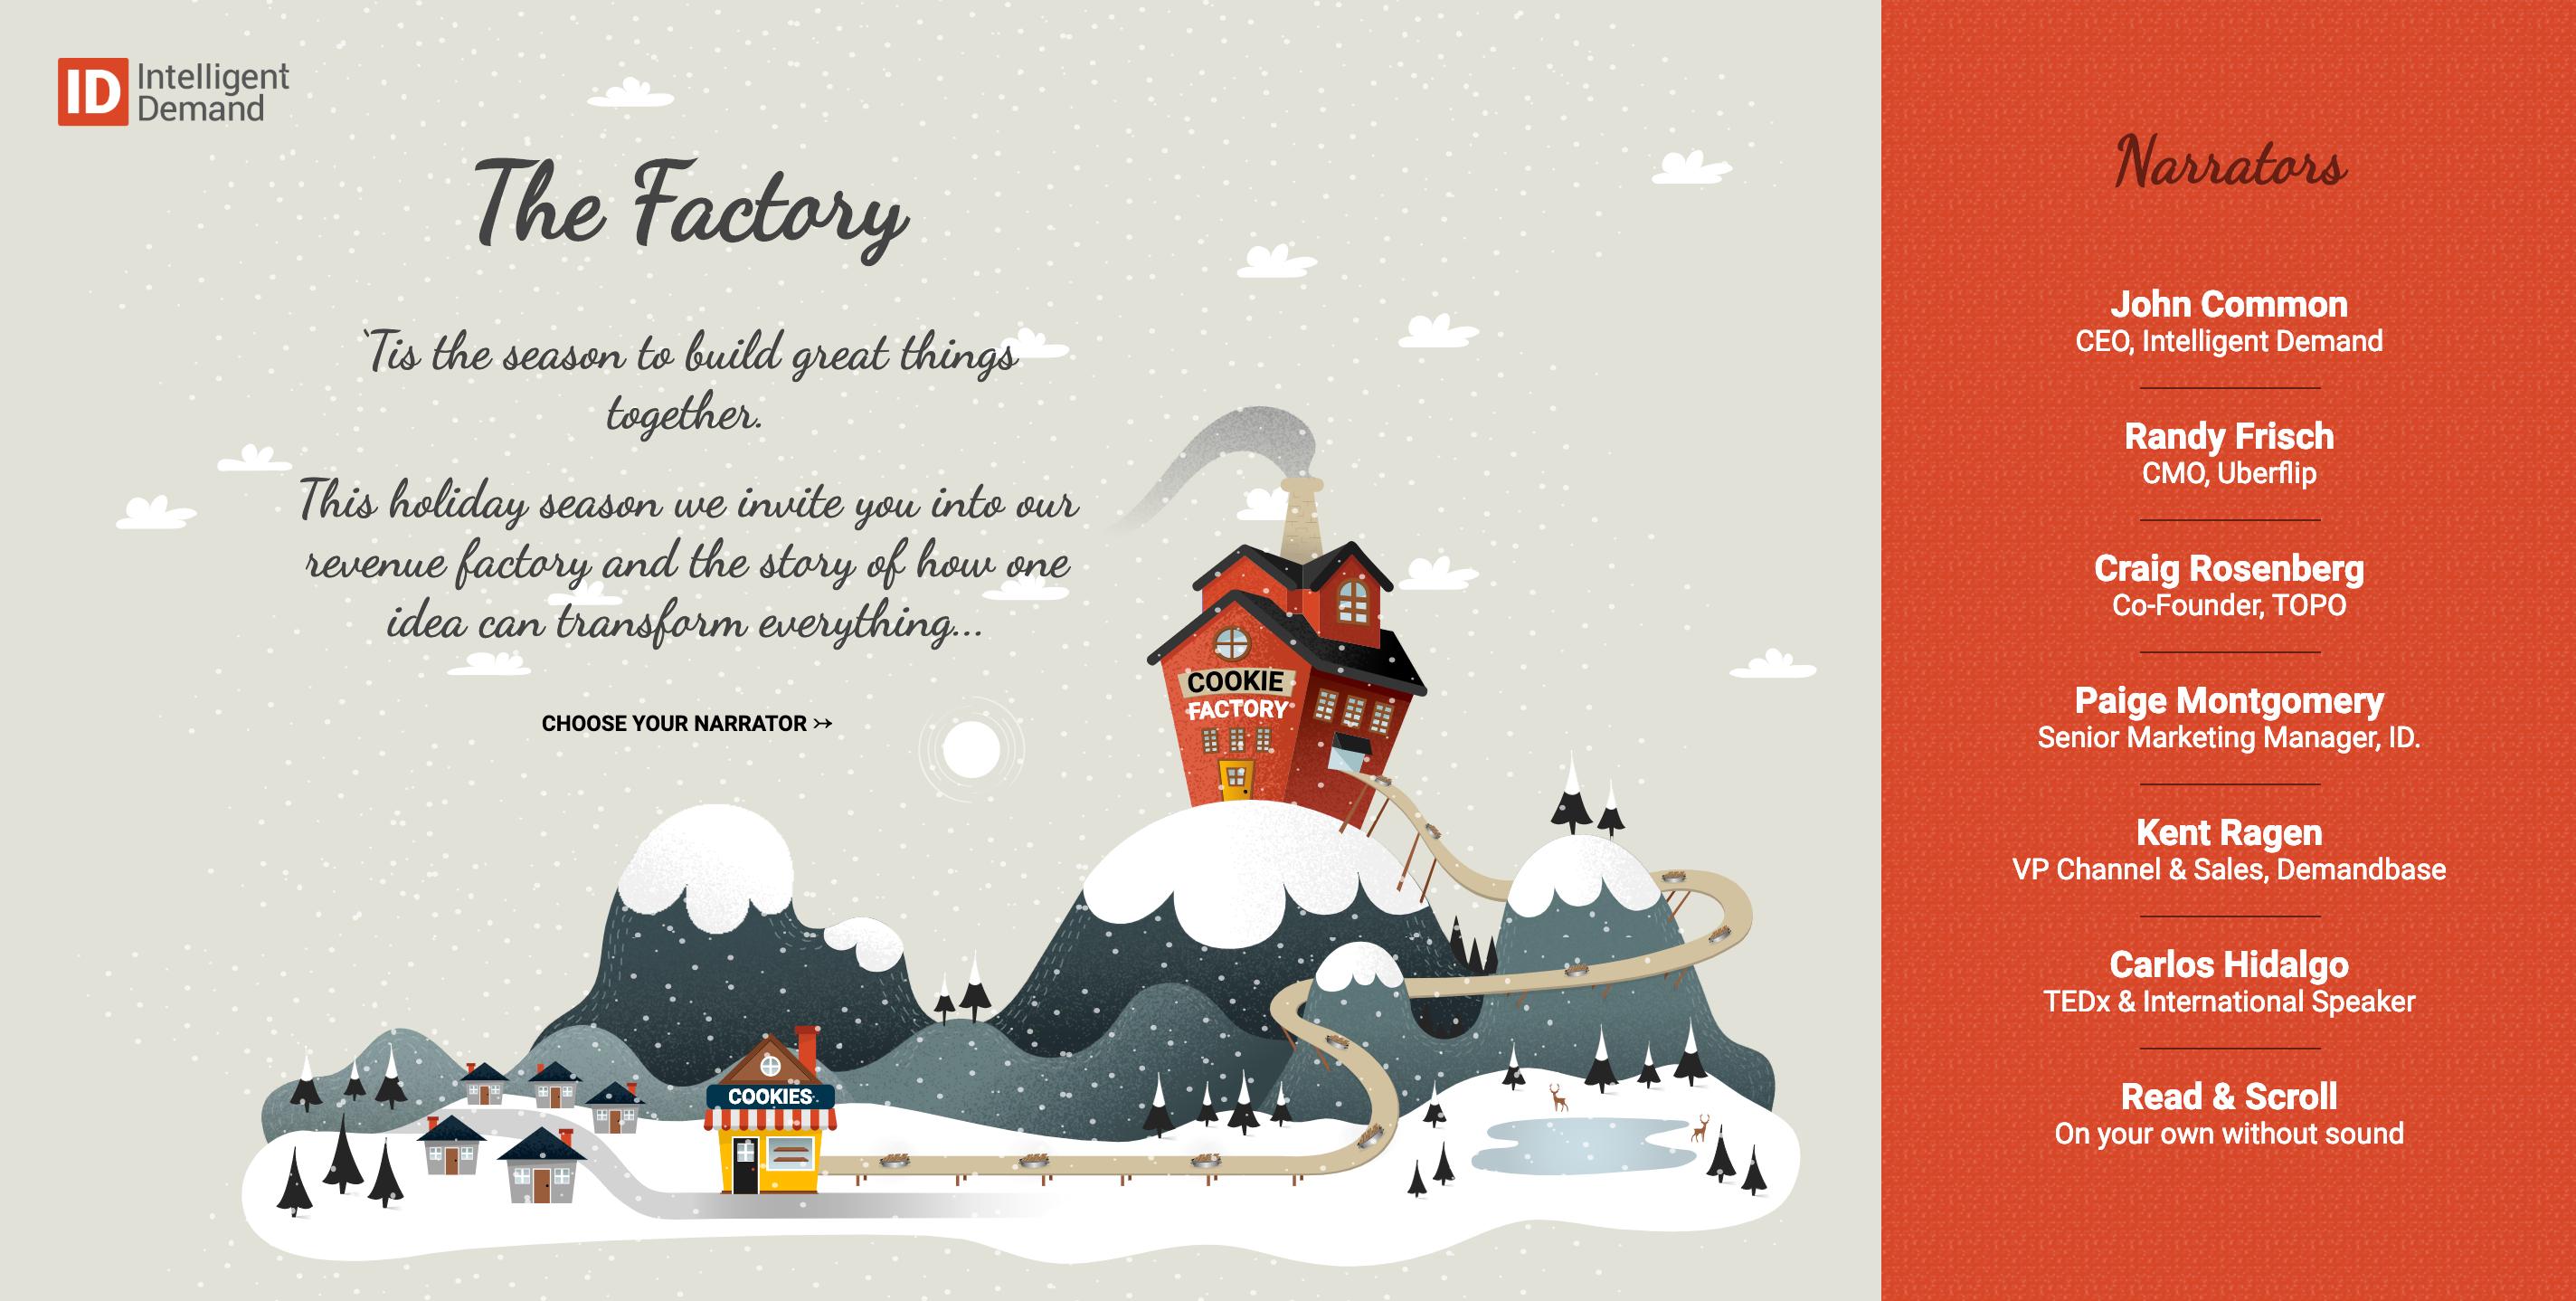 ID Intelligent
Demand
The Factory
‘Tis the season to build great things
together.
This holiday season we invite you into our
revenue factory and the story of how one
idea can transform everything...
CHOOSE YOUR NARRATOR
COOKIE
FACTORY
COOKIES
Narrators
John Common
CEO, Intelligent Demand
Randy Frisch
CMO, Uberflip
Craig Rosenberg
Co-Founder, TOPO
Paige Montgomery
Senior Marketing Manager, ID.
Kent Ragen
VP Channel & Sales, Demandbase
Carlos Hidalgo
TEDx & International Speaker
Read & Scroll
On your own without sound